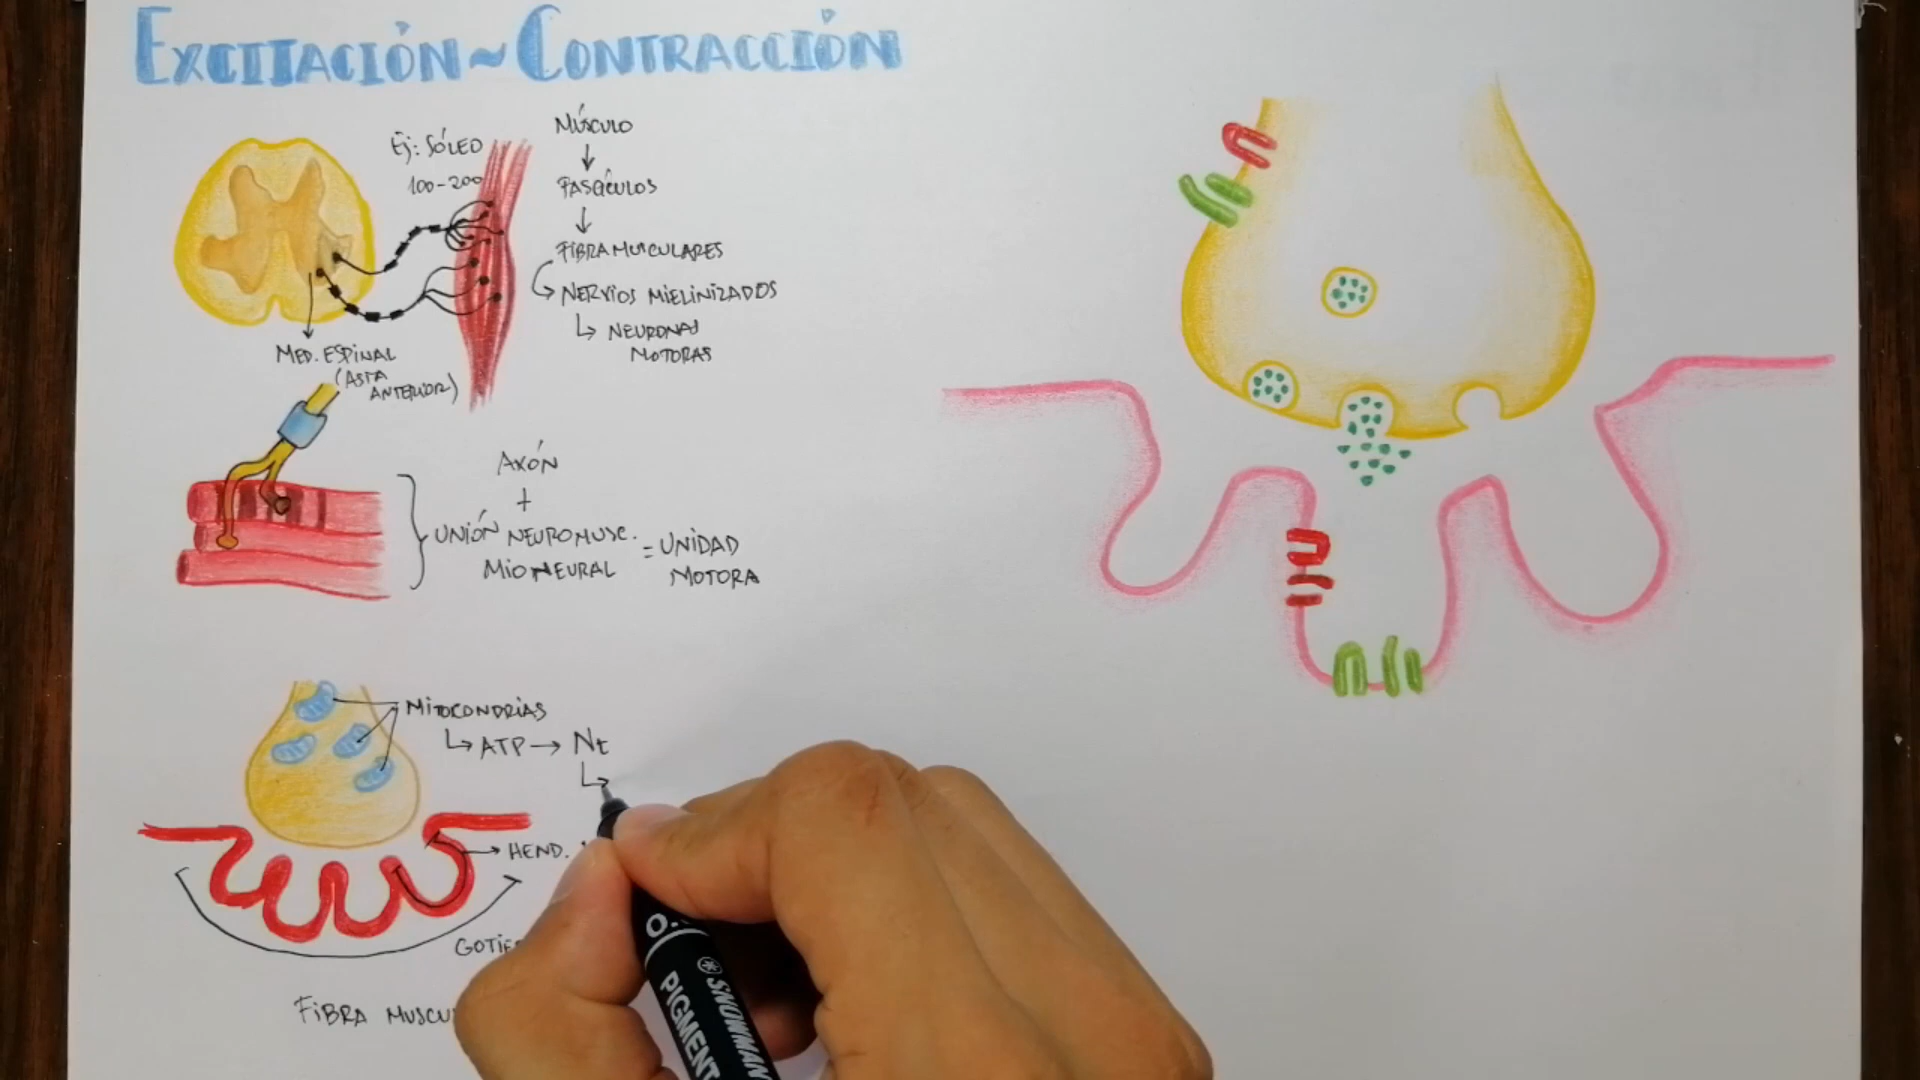 EXCITACIÓN~CONTRACCIÓN
Ej: SÓLEO
100-200
MÚSCULO
FASCÍCULOS
FIBRA MUSCULARES
NERVIOS MIELINIZADOS
NEURONAS
MOTORAS
MED. ESPINAL
(ASTA
ANTERIOR)
AXÓN
+
UNIÓN NEUROMUSC.
MIONEURAL
= UNIDAD
MOTORA
MITOCONDRIAS
ATP → Nt
HEND.
FIBRA
SNOWMAN
PIGMENT